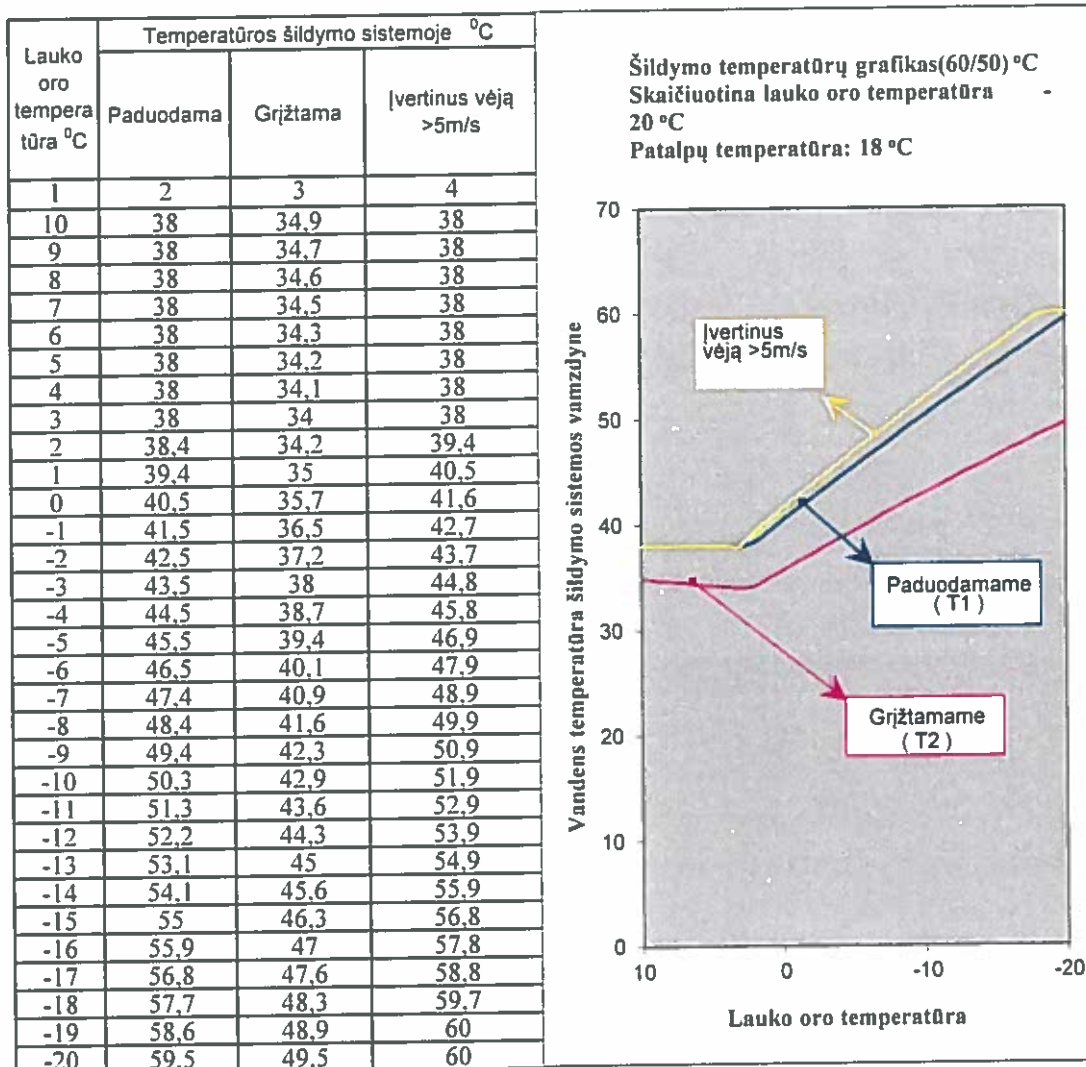 Lauko
oro
tempera
tūra ⁰C
Temperatūros šildymo sistemoje ⁰C
Paduodama
Grįžtama
Įvertinus vėją
>5m/s
1 2 3 4
10 38 34,9 38
9 38 34,7 38
8 38 34,6 38
7 38 34,5 38
6 38 34,3 38
5 38 34,2 38
4 38 34,1 38
3 38 34 38
2 38,4 34,2 39,4
1 39,4 35 40,5
0 40,5 35,7 41,6
-1 41,5 36,5 42,7
-2 42,5 37,2 43,7
-3 43,5 38 44,8
-4 44,5 38,7 45,8
-5 45,5 39,4 46,9
-6 46,5 40,1 47,9
-7 47,4 40,9 48,9
-8 48,4 41,6 49,9
-9 49,4 42,3 50,9
-10 50,3 42,9 51,9
-11 51,3 43,6 52,9
-12 52,2 44,3 53,9
-13 53,1 45 54,9
-14 54,1 45,6 55,9
-15 55 46,3 56,8
-16 55,9 47 57,8
-17 56,8 47,6 58,8
-18 57,7 48,3 59,7
-19 58,6 48,9 60
-20 59,5 49,5 60
Šildymo temperatūrų grafikas(60/50) ºC
Skaičiuotina lauko oro temperatūra -
20 ºC
Patalpų temperatūra: 18 ºC
Vandens temperatūra šildymo sistemos vamzdyne
70
60
50
40
30
20
10
0
Įvertinus
vėją >5m/s
Paduodamame
( T1 )
Grįžtamame
( T2 )
10 0 -10 -20
Lauko oro temperatūra